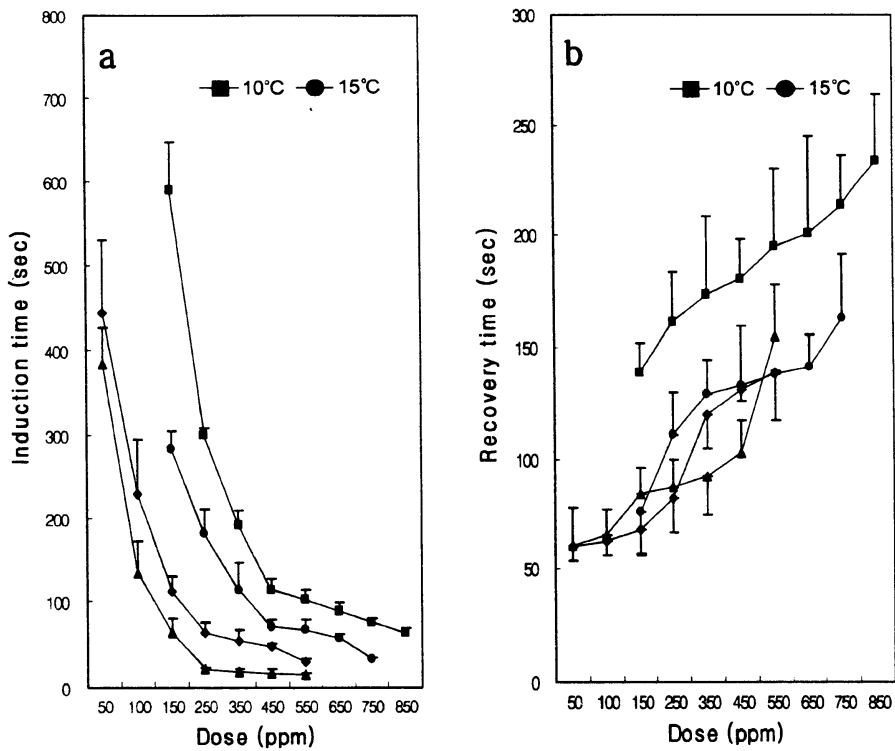 a
10°C 15°C
800
700
600
500
400
300
200
100
0
Induction time (sec)
50 100 150 250 350 450 550 650 750 850
Dose (ppm)
b
10°C 15°C
300
250
200
150
100
50
0
Recovery time (sec)
50 100 150 250 350 450 550 650 750 850
Dose (ppm)